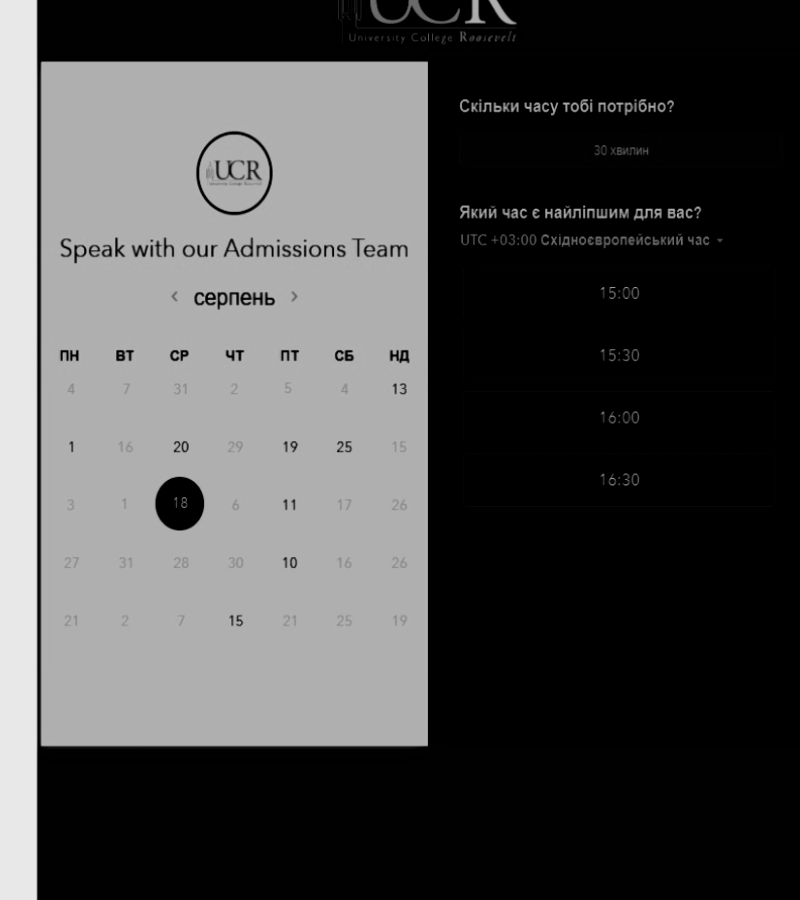 UCR
University College Roosevelt
UCR
Speak with our Admissions Team
< серпень >
ПН ВТ СР ЧТ ПТ СБ НД
4 7 31 2 5 4 13
1 16 20 29 19 25 15
3 1 18 6 11 17 26
27 31 28 30 10 16 26
21 2 7 15 21 25 19
Скільки часу тобі потрібно?
30 хвилин
Який час є найліпшим для вас?
UTC +03:00 Східноєвропейський час
15:00
15:30
16:00
16:30